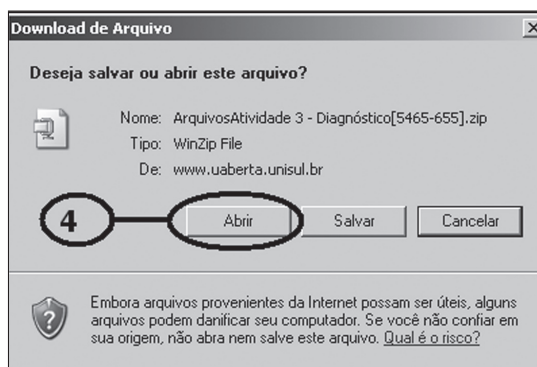 Download de Arquivo
Deseja salvar ou abrir este arquivo?
Nome: ArquivosAtividade 3 - Diagnóstico[5465-655].zip
Tipo: WinZip File
De: www.uaberta.unisul.br
4 Abrir Salvar Cancelar
Embora arquivos provenientes da Internet possam ser úteis, alguns
arquivos podem danificar seu computador. Se você não confiar em
sua origem, não abra nem salve este arquivo. Qual é o risco?